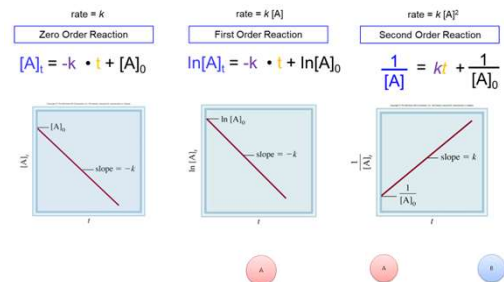 rate = k
Zero Order Reaction
[A]t = -k • t + [A]0
[A]0
slope = −k
[A]t
t
rate = k [A]
First Order Reaction
ln[A]t = -k • t + ln[A]0
ln [A]0
slope = −k
ln [A]t
t
rate = k [A]²
Second Order Reaction
1/[A] = kt + 1/[A]0
slope = k
1/[A]0
1/[A]t
t
A
A
B